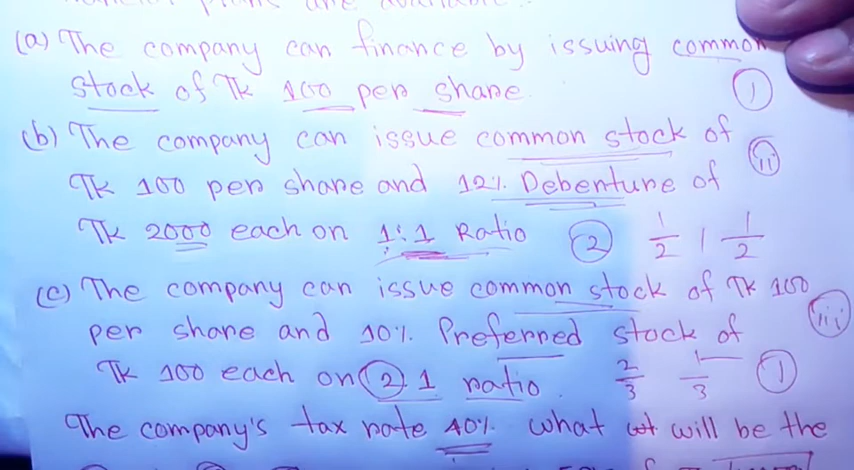 (a) The company can finance by issuing common
stock of Tk 100 per share. (1)
(b) The company can issue common stock of (ii)
Tk 100 per share and 12% Debenture of
Tk 2000 each on 1:1 Ratio (2) 1/2 | 1/2
(c) The company can issue common stock of Tk 100
per share and 10% Preferred stock of (iii)
Tk 100 each on (2) 1 ratio. 2/3 1/3 (1)
The company's tax rate 40%. What will be the